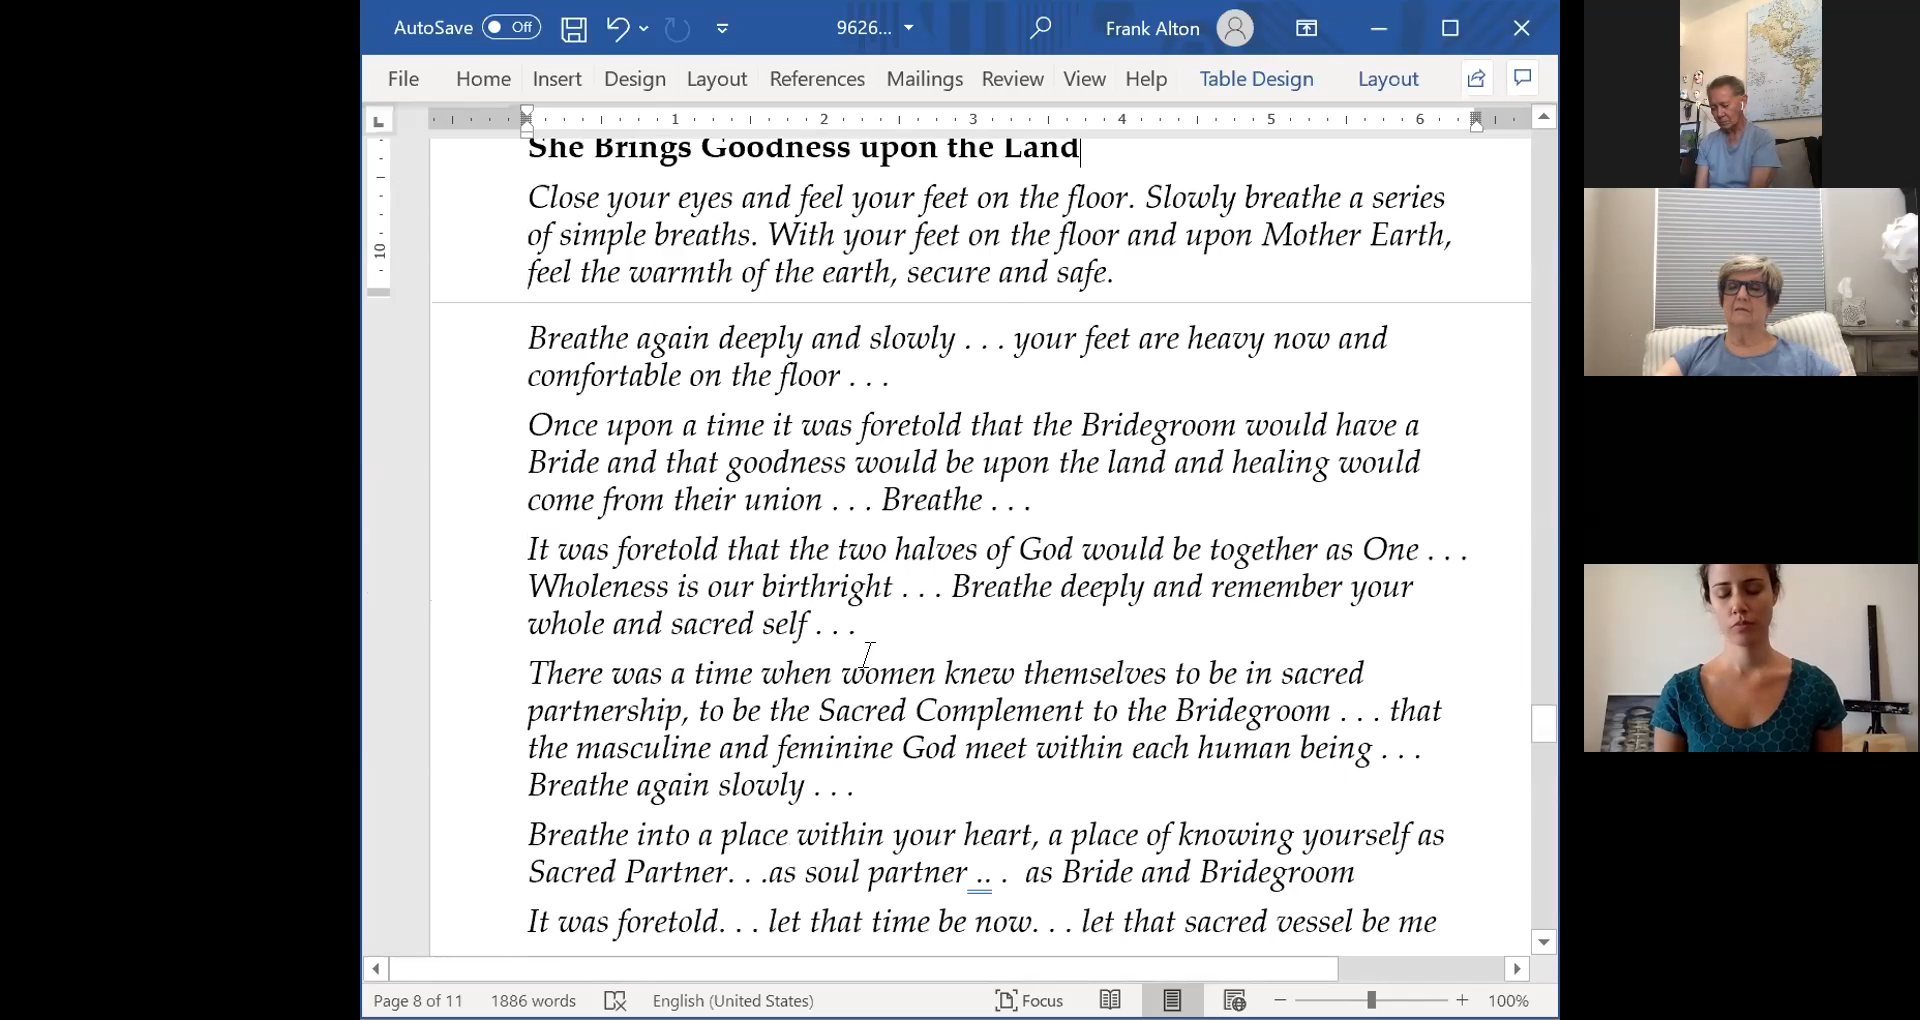 AutoSave Off 9626... Frank Alton
File Home Insert Design Layout References Mailings Review View Help Table Design Layout
1 2 3 4 5 6
10
She Brings Goodness upon the Land
Close your eyes and feel your feet on the floor. Slowly breathe a series
of simple breaths. With your feet on the floor and upon Mother Earth,
feel the warmth of the earth, secure and safe.
Breathe again deeply and slowly . . . your feet are heavy now and
comfortable on the floor . . .
Once upon a time it was foretold that the Bridegroom would have a
Bride and that goodness would be upon the land and healing would
come from their union . . . Breathe . . .
It was foretold that the two halves of God would be together as One . . .
Wholeness is our birthright . . . Breathe deeply and remember your
whole and sacred self . . .
There was a time when women knew themselves to be in sacred
partnership, to be the Sacred Complement to the Bridegroom . . . that
the masculine and feminine God meet within each human being . . .
Breathe again slowly . . .
Breathe into a place within your heart, a place of knowing yourself as
Sacred Partner. . .as soul partner .. .  as Bride and Bridegroom
It was foretold. . . let that time be now. . . let that sacred vessel be me
Page 8 of 11 1886 words English (United States) Focus 100%